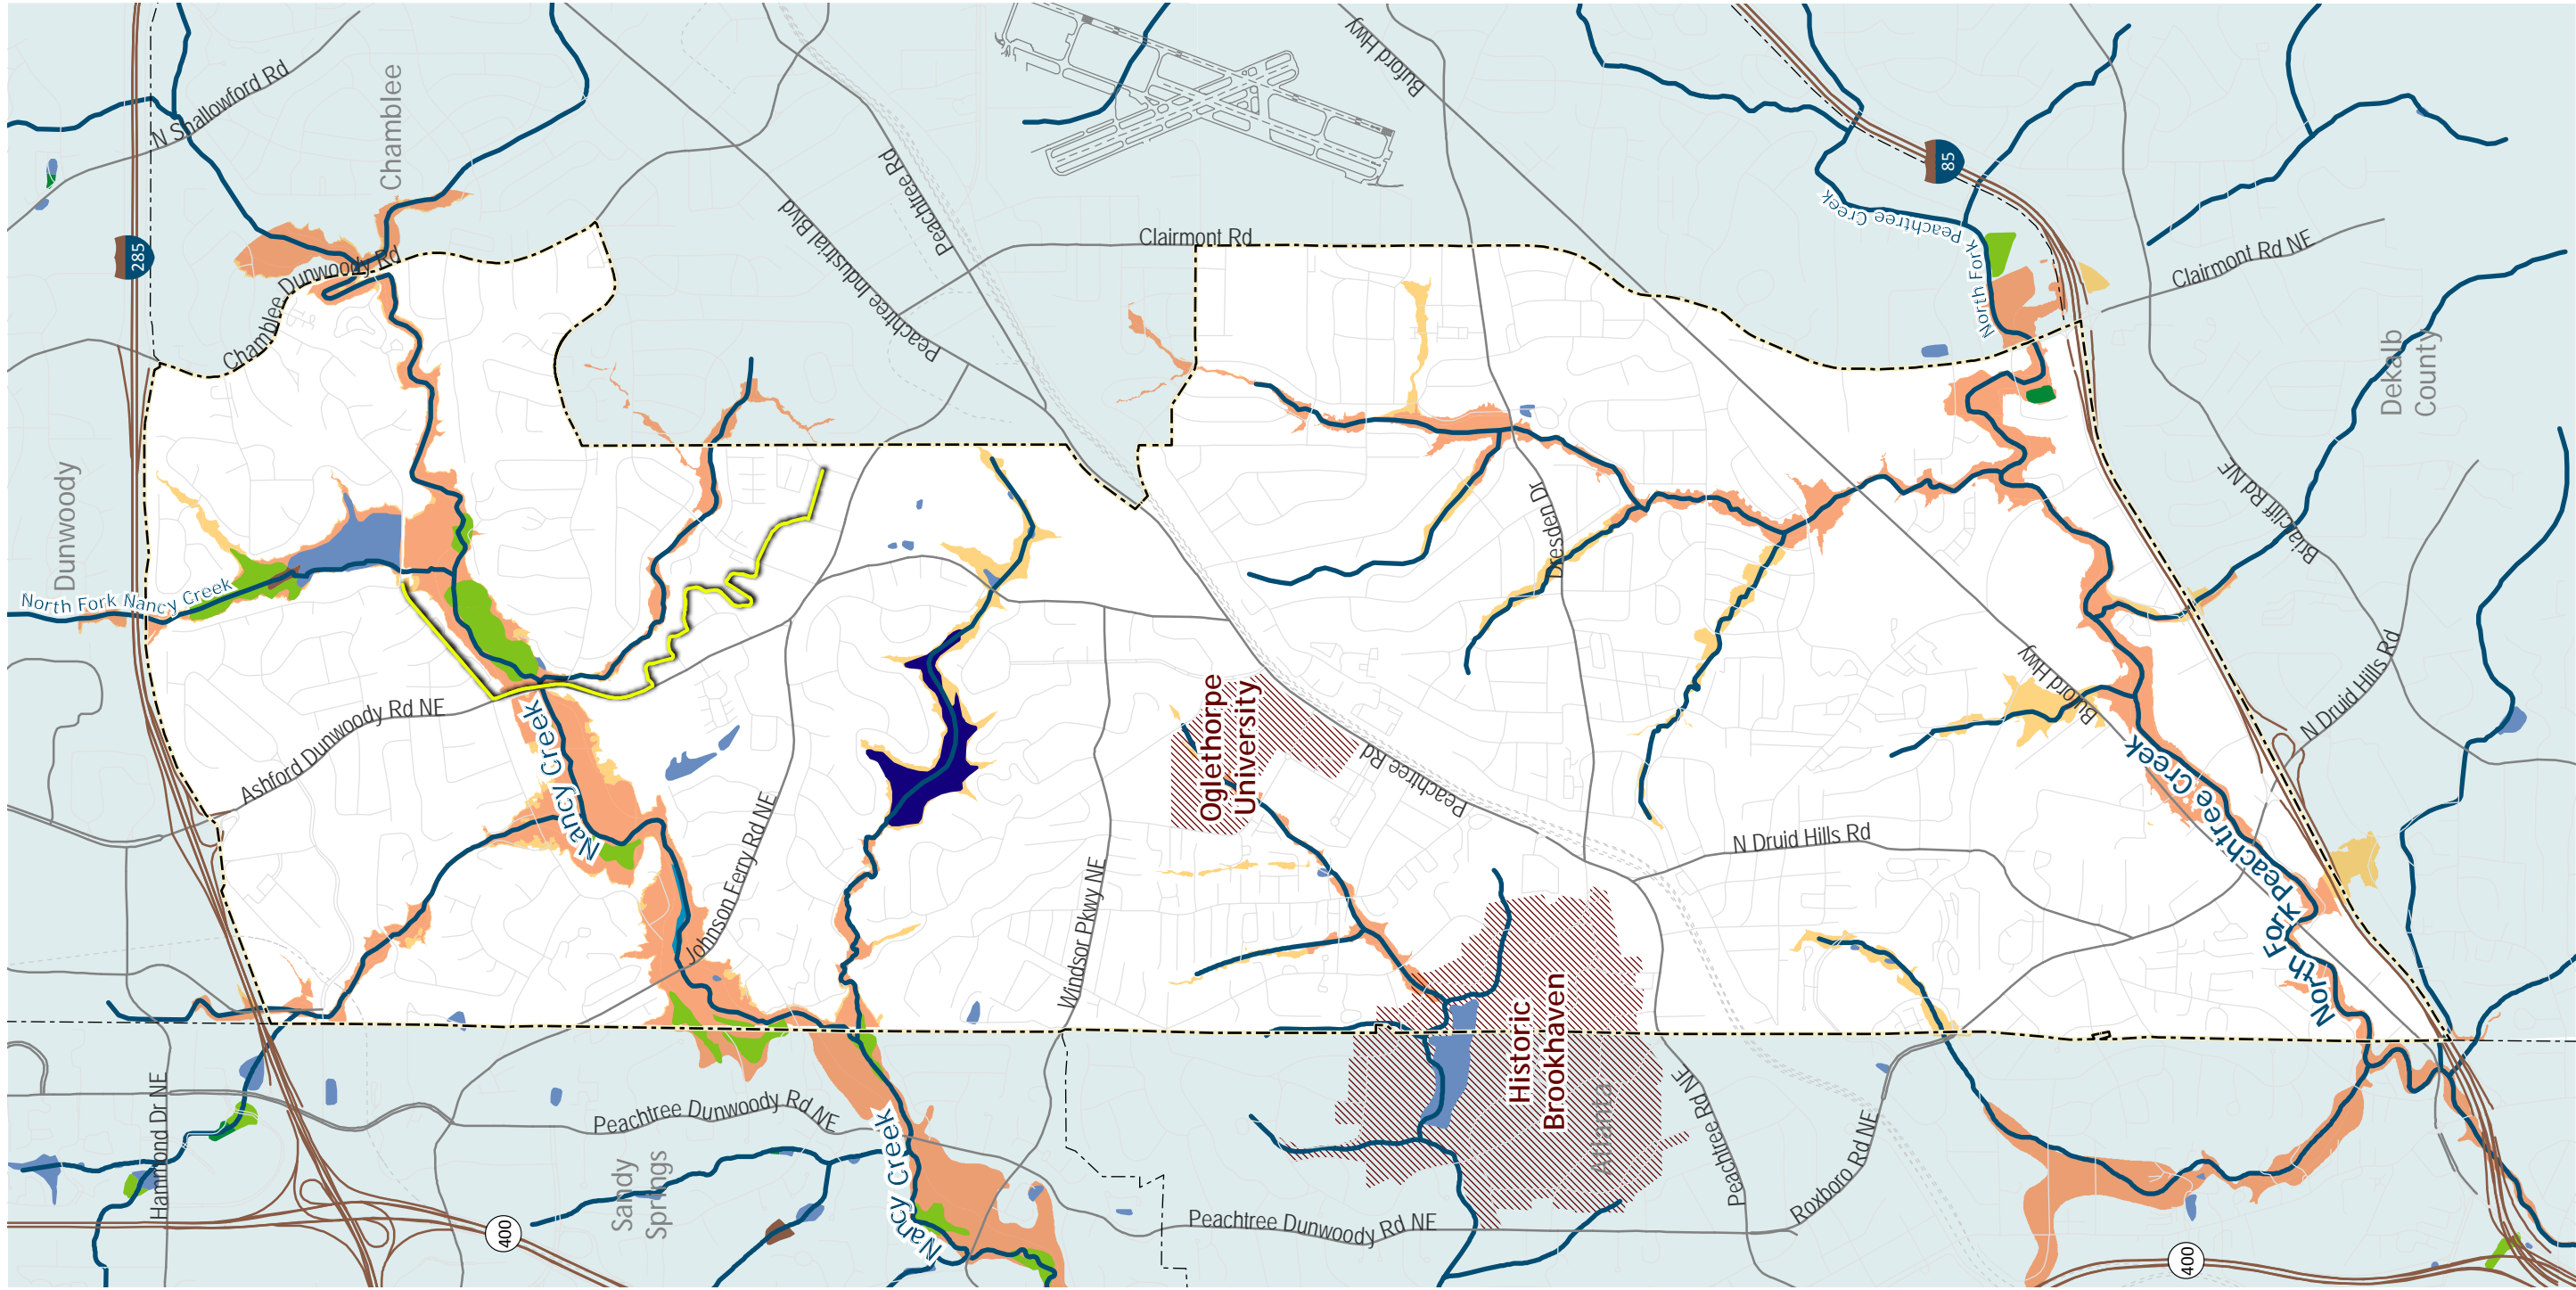 N Shallowford Rd
Chamblee
285
Chamblee Dunwoody Rd
Dunwoody
North Fork Nancy Creek
Ashford Dunwoody Rd NE
Nancy Creek
Johnson Ferry Rd NE
Peachtree Industrial Blvd
Peachtree Rd
Peachtree
Clairmont Rd
Buford Hwy
85
North Fork Peachtree Creek
Clairmont Rd NE
Dekalb
County
Briarcliff Rd NE
N Druid Hills Rd
Dresden Dr
Buford Hwy
Oglethorpe
University
Peachtree Rd
Peachtree
N Druid Hills Rd
North Fork Peachtree Creek
Windsor Pkwy NE
Historic
Brookhaven
Atlanta
Hammond Dr NE
Peachtree Dunwoody Rd NE
Sandy
Springs
400
Nancy Creek
Peachtree Dunwoody Rd NE
Peachtree Rd NE
Roxboro Rd NE
400